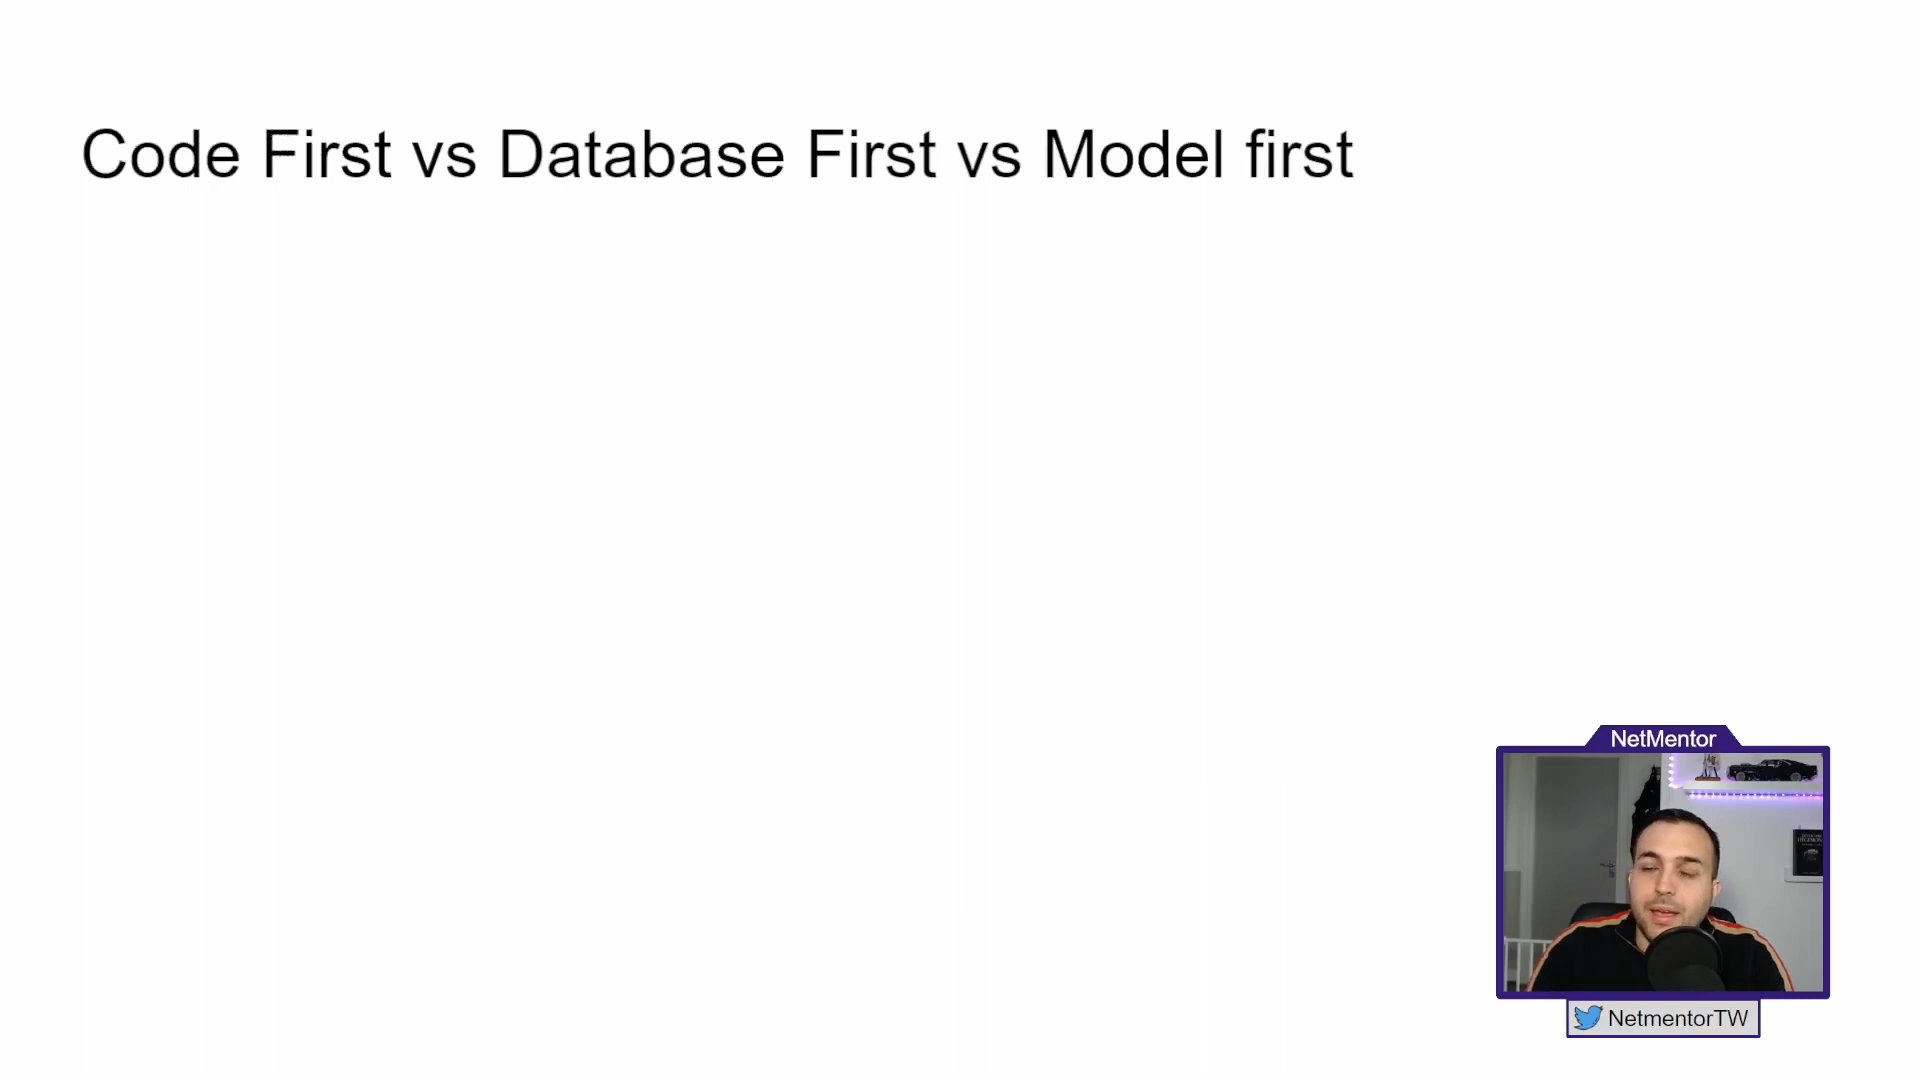 Code First vs Database First vs Model first
NetMentor
NetmentorTW